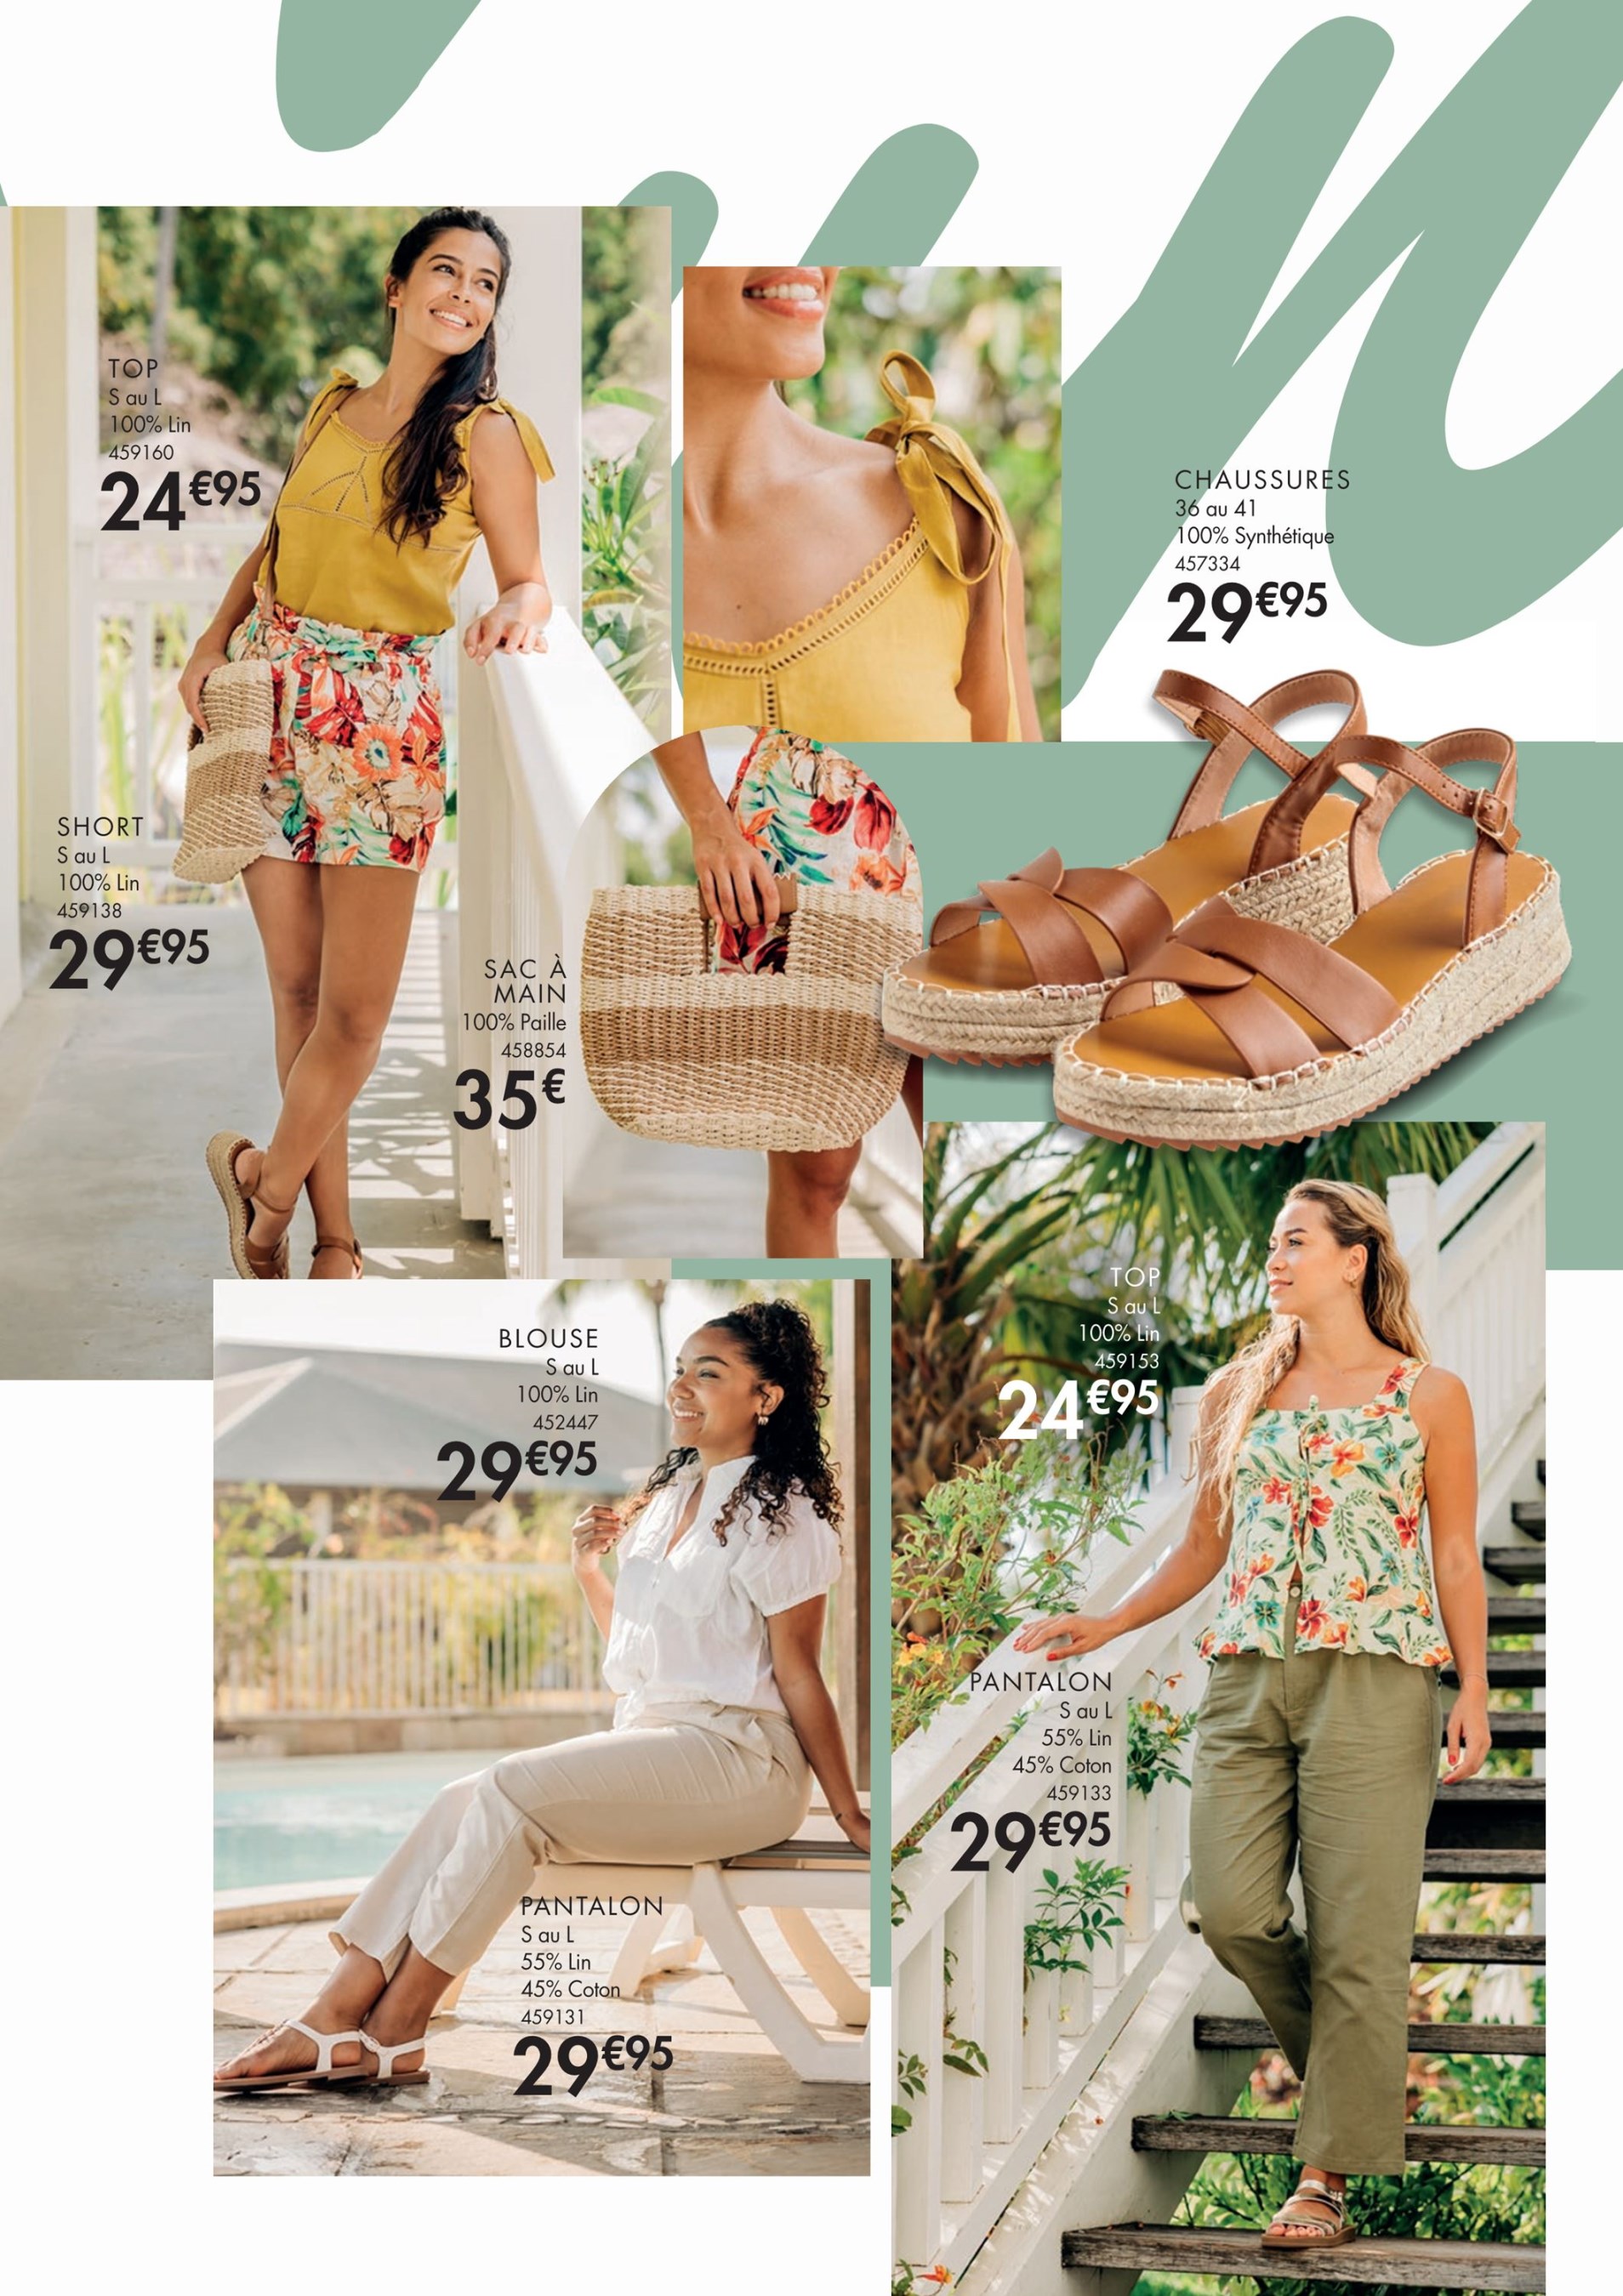 TOP
S au L
100% Lin
459160
24€95
CHAUSSURES
36 au 41
100% Synthétique
457334
29€95
SHORT
S au L
100% Lin
459138
29€95
SAC À
MAIN
100% Paille
458854
35€
TOP
S au L
100% Lin
459153
24€95
BLOUSE
S au L
100% Lin
452447
29€95
PANTALON
S au L
55% Lin
45% Coton
459133
29€95
PANTALON
S au L
55% Lin
45% Coton
459131
29€95